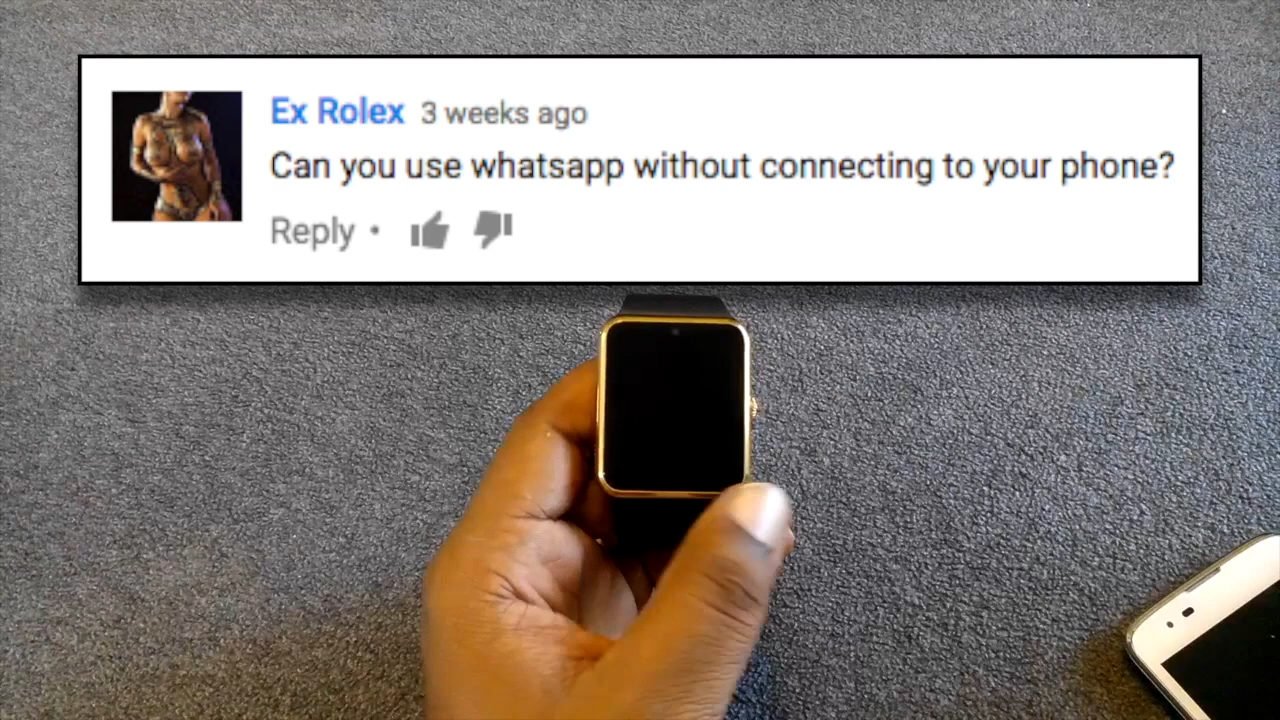 Ex Rolex 3 weeks ago
Can you use whatsapp without connecting to your phone?
Reply •